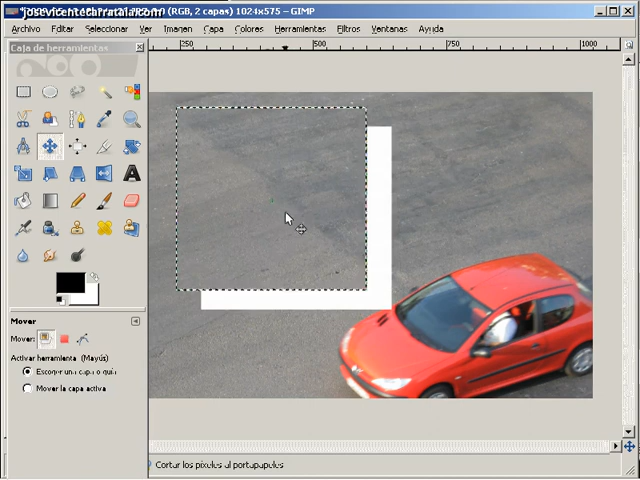 josevicentecarratala.com
(RGB, 2 capas) 1024x575 – GIMP
Archivo Editar Seleccionar Ver Imagen Capa Colores Herramientas Filtros Ventanas Ayuda
Caja de herramientas
250 500 750 1000
Mover
Mover:
Activar herramienta (Mayús)
Escoger una capa o guía
Mover la capa activa
Cortar los píxeles al portapapeles